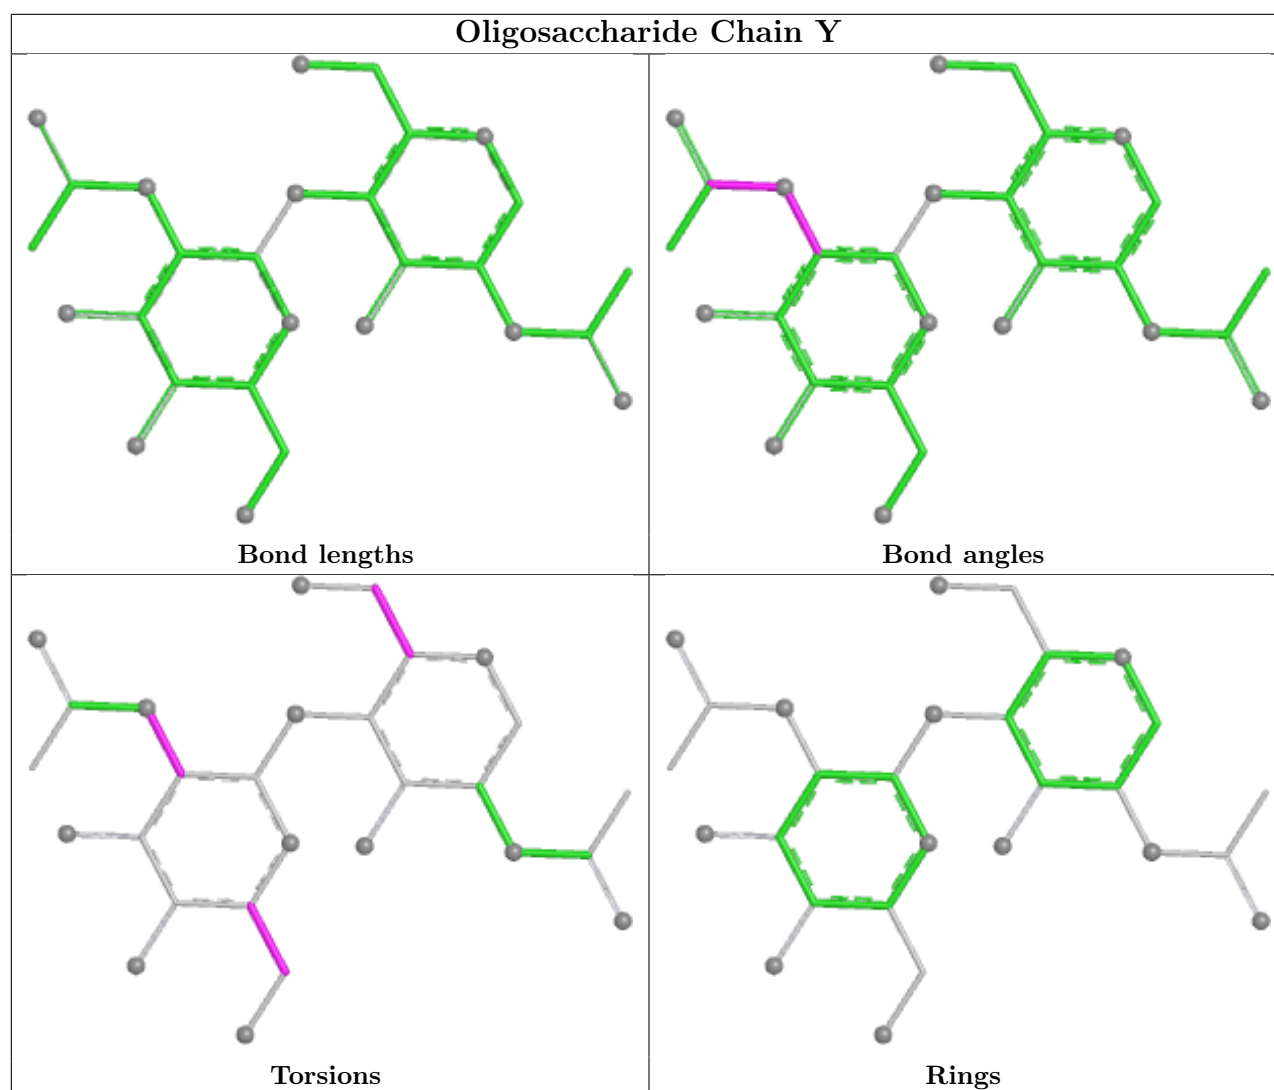 Oligosaccharide Chain Y
Bond lengths
Bond angles
Torsions
Rings